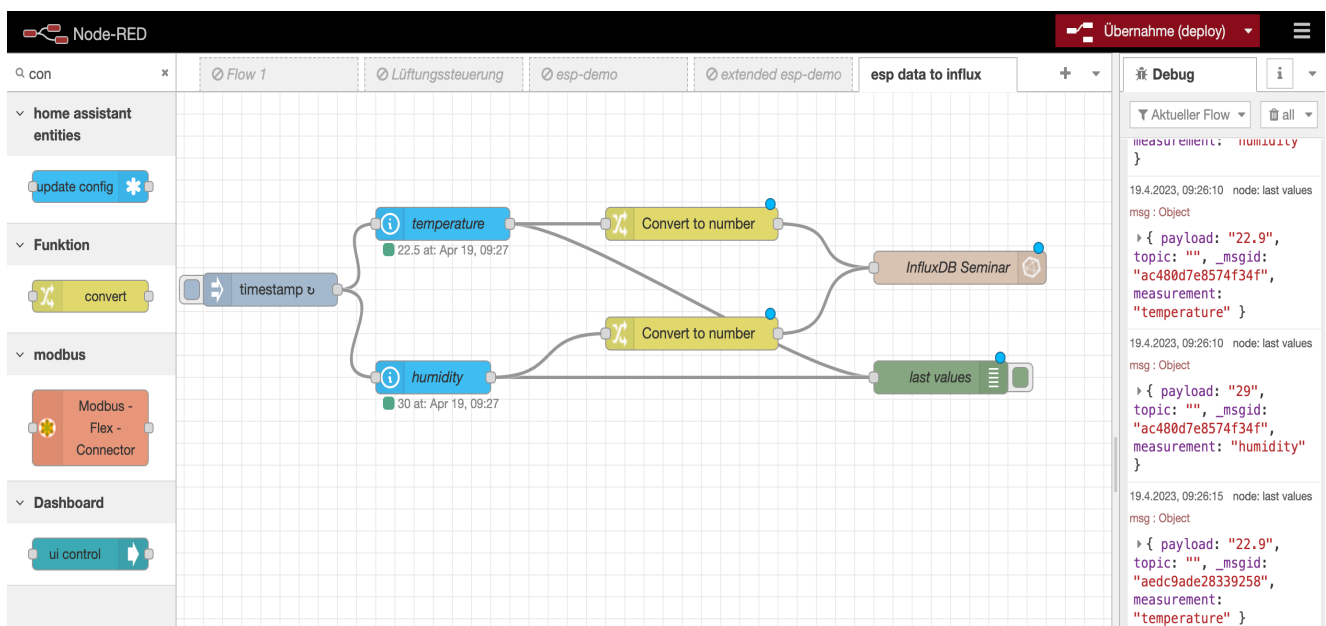 Node-RED
Übernahme (deploy)
con
×
Flow 1
Lüftungssteuerung
esp-demo
extended esp-demo
esp data to influx
+
Debug
i
home assistant
entities
update config
Funktion
convert
modbus
Modbus -
Flex -
Connector
Dashboard
ui control
timestamp ↻
temperature
22.5 at: Apr 19, 09:27
humidity
30 at: Apr 19, 09:27
Convert to number
Convert to number
InfluxDB Seminar
last values
Aktueller Flow
all
measurement: "humidity"
}
19.4.2023, 09:26:10 node: last values
msg : Object
{ payload: "22.9",
topic: "", _msgid:
"ac480d7e8574f34f",
measurement:
"temperature" }
19.4.2023, 09:26:10 node: last values
msg : Object
{ payload: "29",
topic: "", _msgid:
"ac480d7e8574f34f",
measurement: "humidity"
}
19.4.2023, 09:26:15 node: last values
msg : Object
{ payload: "22.9",
topic: "", _msgid:
"aedc9ade28339258",
measurement:
"temperature" }